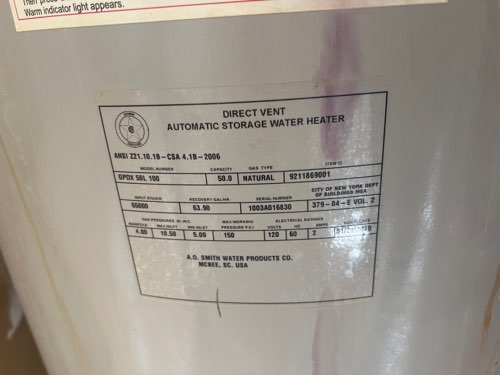 Warm indicator light appears.
DIRECT VENT
AUTOMATIC STORAGE WATER HEATER
ANSI Z21.10.1B-CSA 4.1B-2006
MODEL NUMBER CAPACITY GAS TYPE ITEM ID
GPDX 50L 100 50.0 NATURAL 9211869001
CITY OF NEW YORK DEPT
OF BUILDINGS MEA
INPUT BTU/HR RECOVERY GAL/HR SERIAL NUMBER
65000 63.90 1003A016830 379-04-E VOL. 2
GAS PRESSURES IN. W.C. MAX WORKING ELECTRICAL RATINGS
MANIFOLD MAX INLET MIN INLET PRESSURE P.S.I. VOLTS HZ AMPS
4.00 10.50 5.00 150 120 60 2
A.O. SMITH WATER PRODUCTS CO.
MCBEE, SC. USA